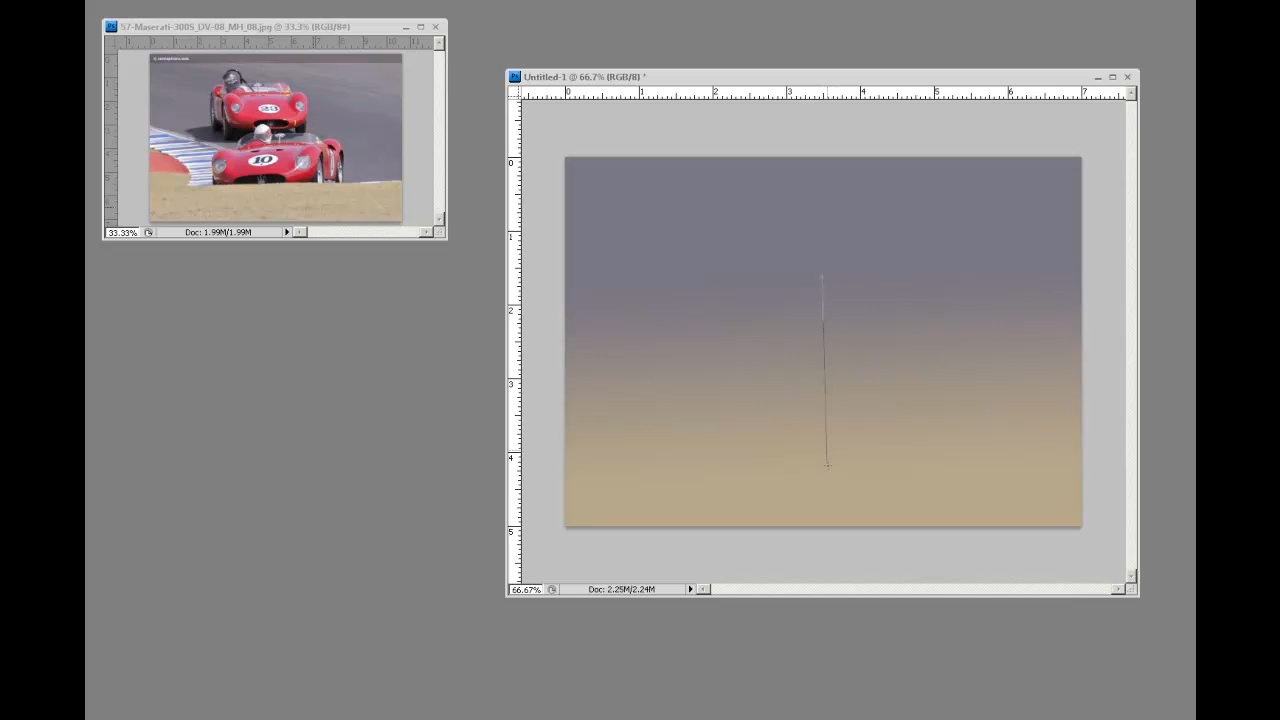 57-Maserati-300S_DV-08_MH_08.jpg @ 33.3% (RGB/8#)
23
10
33.33%
Doc: 1.99M/1.99M
Untitled-1 @ 66.7% (RGB/8) *
0 1 2 3 4 5 6 7
0
1
2
3
4
5
66.67%
Doc: 2.25M/2.24M